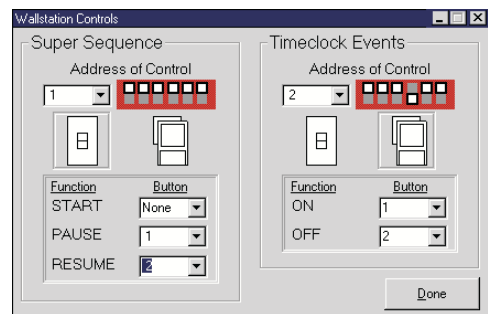 Wallstation Controls
Super Sequence
Address of Control
1
Function Button
START None
PAUSE 1
RESUME 2
Timeclock Events
Address of Control
2
Function Button
ON 1
OFF 2
Done